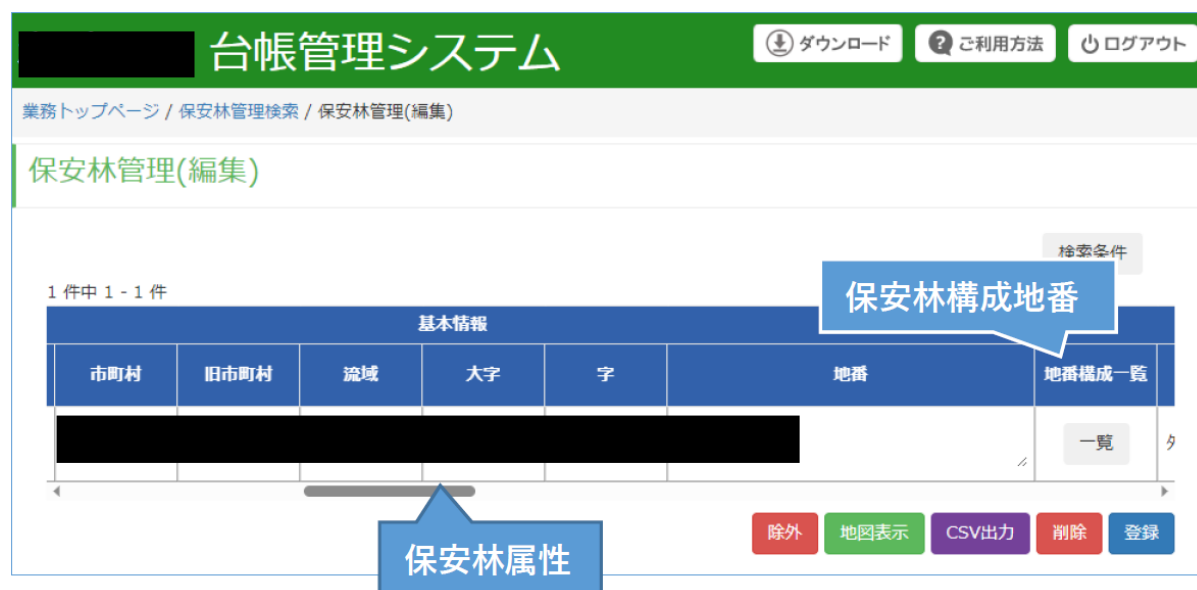 台帳管理システム
ダウンロード
ご利用方法
ログアウト
業務トップページ / 保安林管理検索 / 保安林管理(編集)
保安林管理(編集)
検索条件
保安林構成地番
1 件中 1 - 1 件
基本情報
市町村
旧市町村
流域
大字
字
地番
地番構成一覧
一覧
除外
地図表示
CSV出力
削除
登録
保安林属性